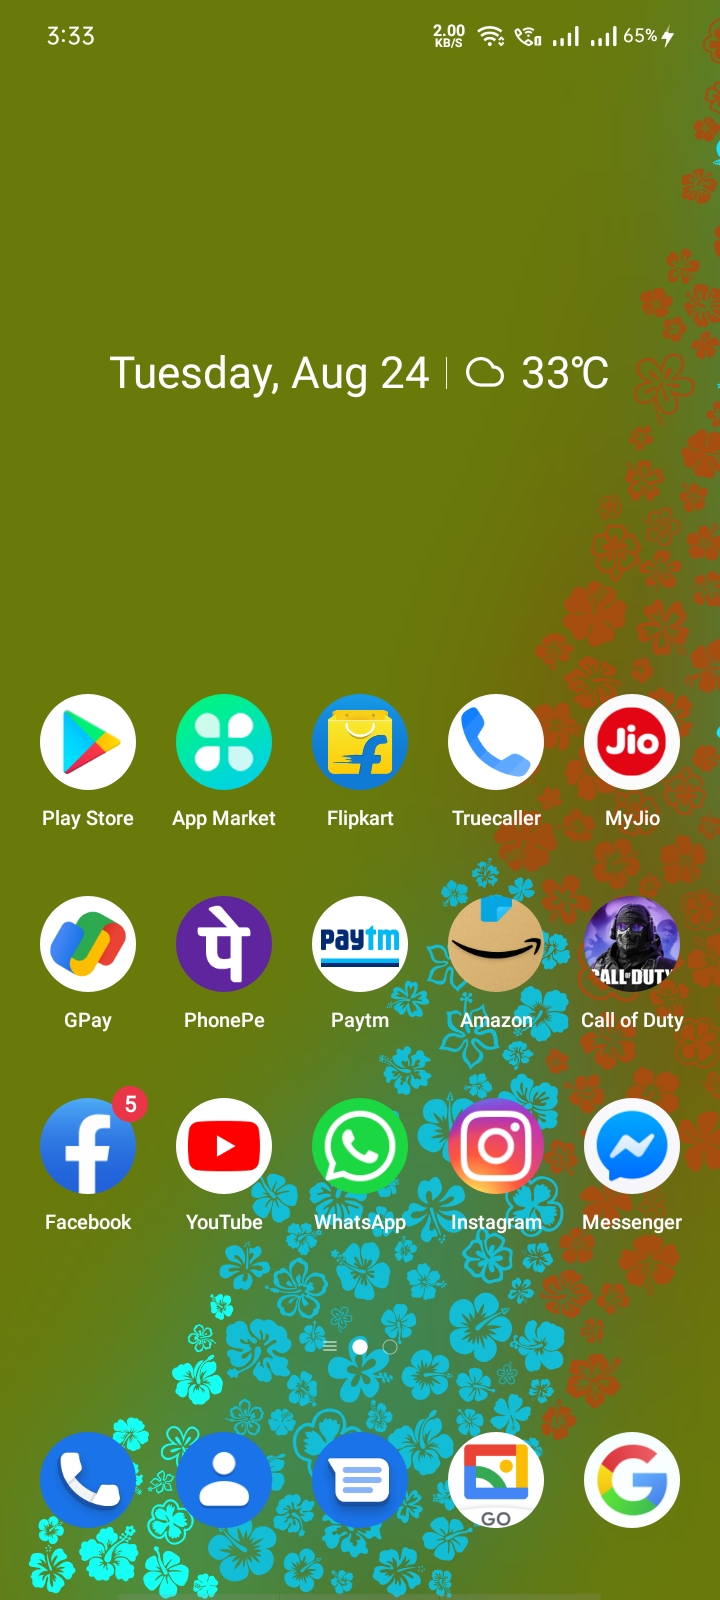 3:33
2.00
KB/S
65%
Tuesday, Aug 24
33°C
Jio
Play Store
App Market
Flipkart
Truecaller
MyJio
पे
paytm
CALL OF DUTY
GPay
PhonePe
Paytm
Amazon
Call of Duty
5
Facebook
YouTube
WhatsApp
Instagram
Messenger
GO